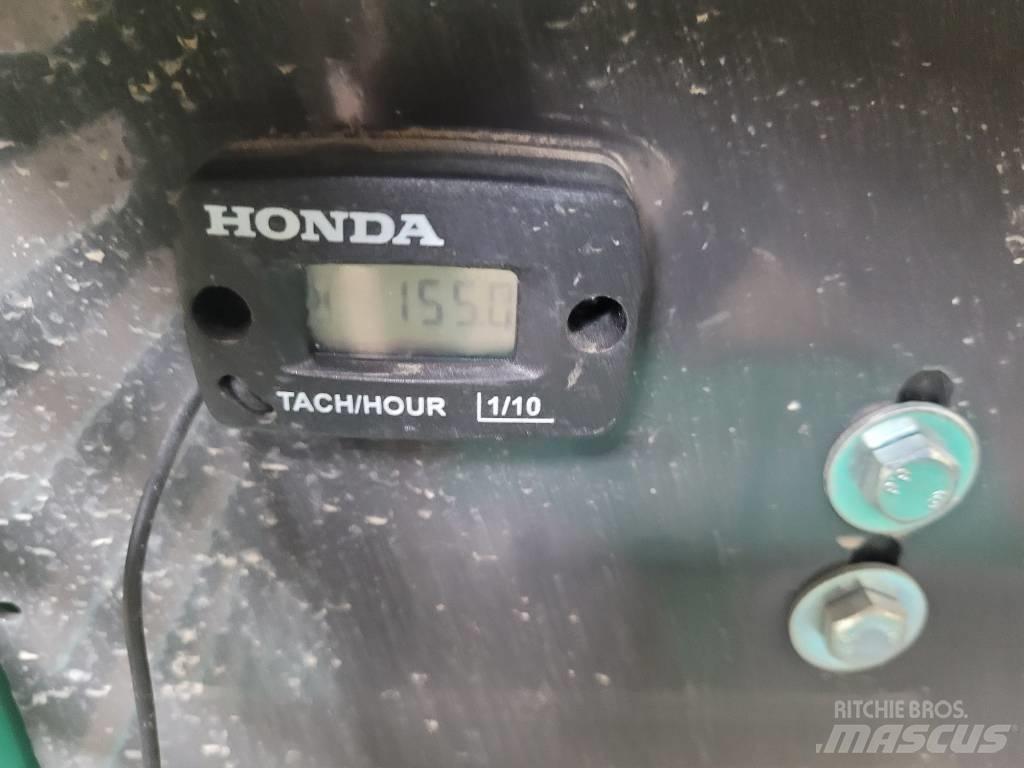 HONDA
155.0
TACH/HOUR 1/10
RITCHIE BROS.
MASCUS